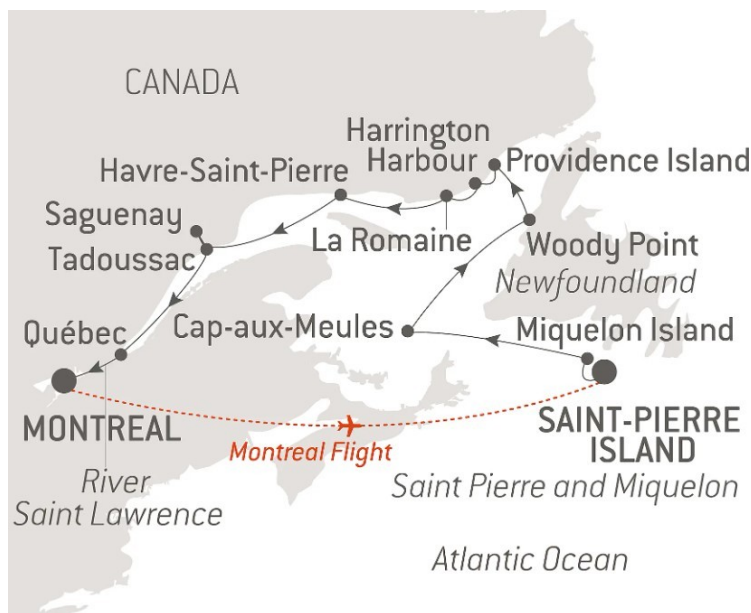 CANADA
Harrington
Harbour
Providence Island
Havre-Saint-Pierre
Saguenay
Tadoussac
La Romaine
Woody Point
Newfoundland
Québec
Cap-aux-Meules
Miquelon Island
MONTREAL
SAINT-PIERRE
ISLAND
Montreal Flight
River
Saint Lawrence
Saint Pierre and Miquelon
Atlantic Ocean